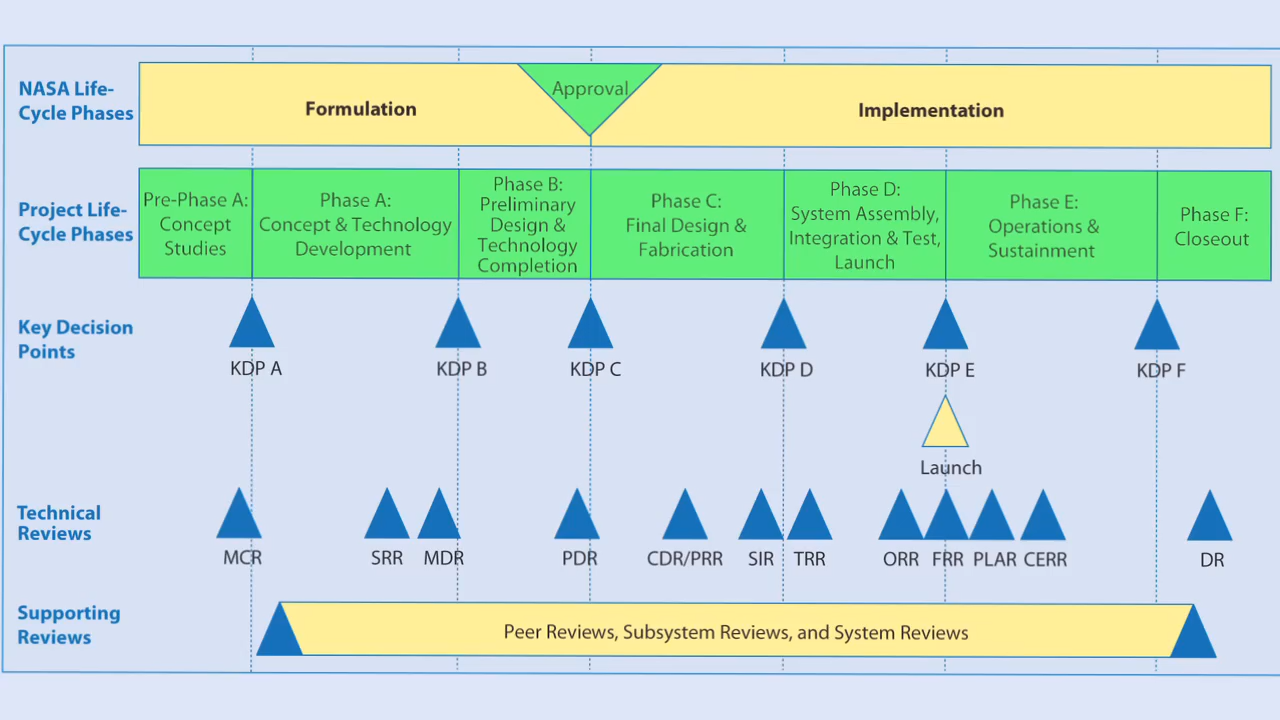 NASA Life-
Cycle Phases
Formulation
Approval
Implementation
Project Life-
Cycle Phases
Pre-Phase A:
Concept
Studies
Phase A:
Concept & Technology
Development
Phase B:
Preliminary
Design &
Technology
Completion
Phase C:
Final Design &
Fabrication
Phase D:
System Assembly,
Integration & Test,
Launch
Phase E:
Operations &
Sustainment
Phase F:
Closeout
Key Decision
Points
KDP A
KDP B
KDP C
KDP D
KDP E
KDP F
Launch
Technical
Reviews
MCR
SRR
MDR
PDR
CDR/PRR
SIR
TRR
ORR
FRR
PLAR
CERR
DR
Supporting
Reviews
Peer Reviews, Subsystem Reviews, and System Reviews